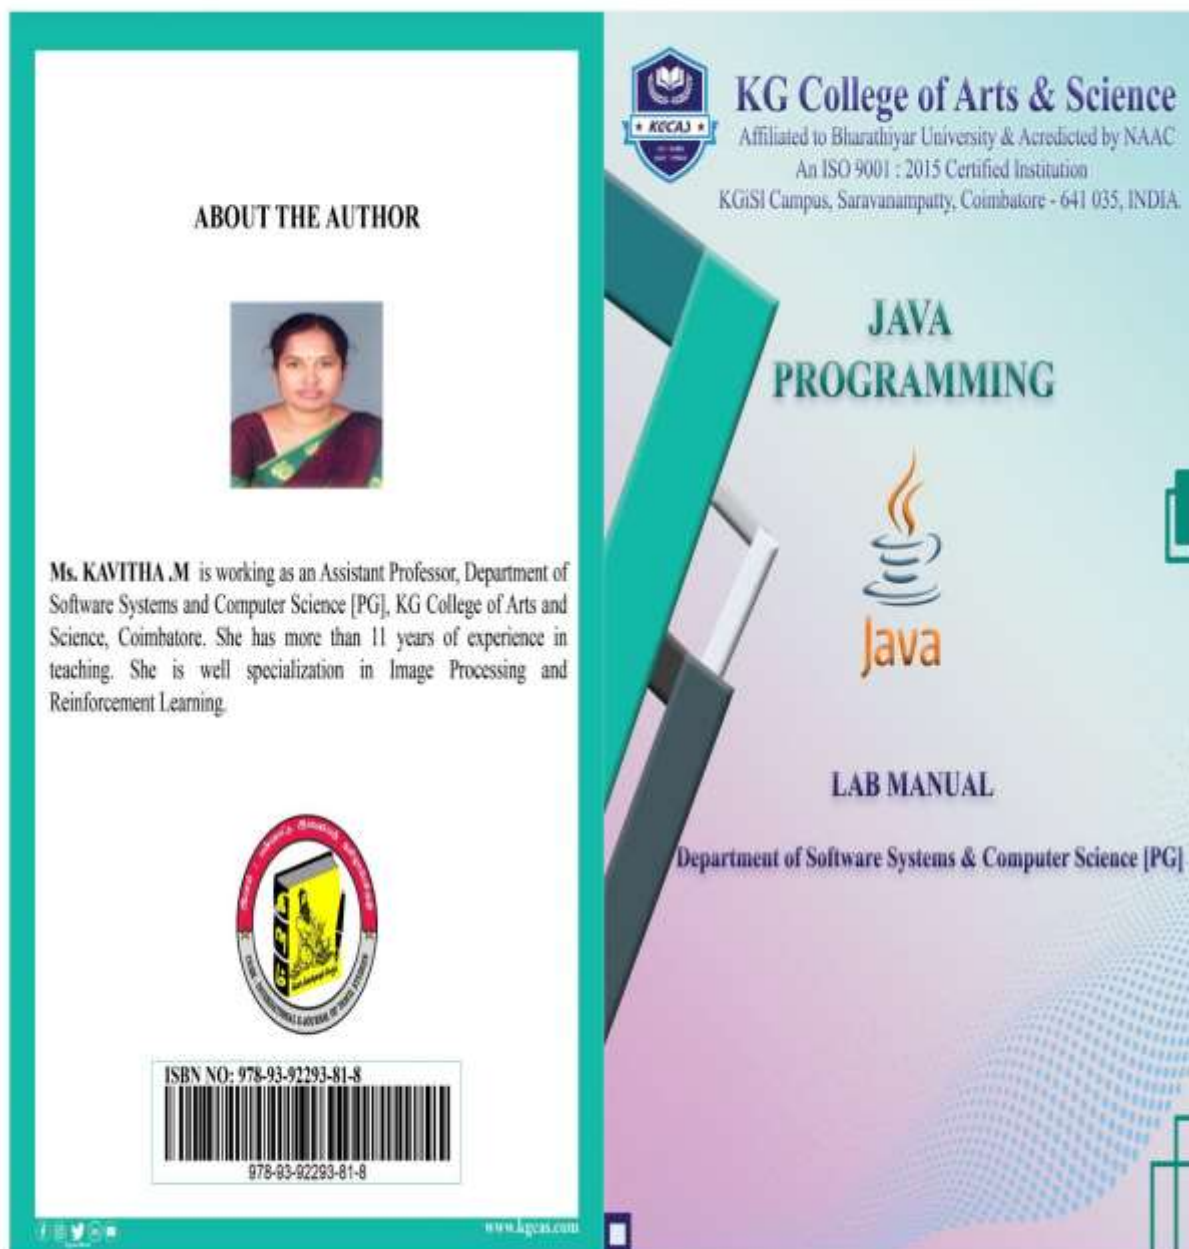 ABOUT THE AUTHOR
Ms. KAVITHA .M is working as an Assistant Professor, Department of
Software Systems and Computer Science [PG], KG College of Arts and
Science, Coimbatore. She has more than 11 years of experience in
teaching. She is well specialization in Image Processing and
Reinforcement Learning.
ISBN NO: 978-93-92293-81-8
978-93-92293-81-8
www.kgcas.com
KGCAS
KG College of Arts & Science
Affiliated to Bharathiyar University & Acredicted by NAAC
An ISO 9001 : 2015 Certified Institution
KGiSl Campus, Saravanampatty, Coimbatore - 641 035, INDIA.
JAVA
PROGRAMMING
Java
LAB MANUAL
Department of Software Systems & Computer Science [PG]